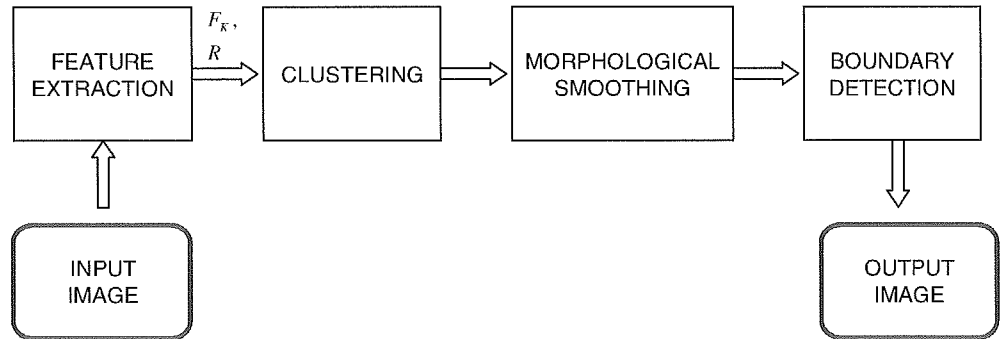 FEATURE
EXTRACTION
F_K,
R
CLUSTERING
MORPHOLOGICAL
SMOOTHING
BOUNDARY
DETECTION
INPUT
IMAGE
OUTPUT
IMAGE